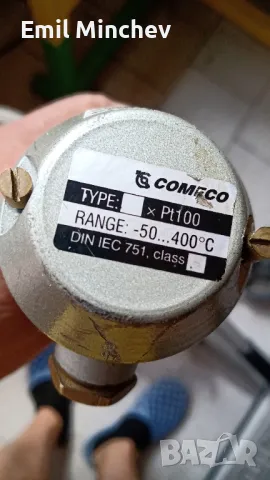 Emil Minchev
COMECO
TYPE: × Pt100
RANGE: -50...400°C
DIN IEC 751, class
BAZAR